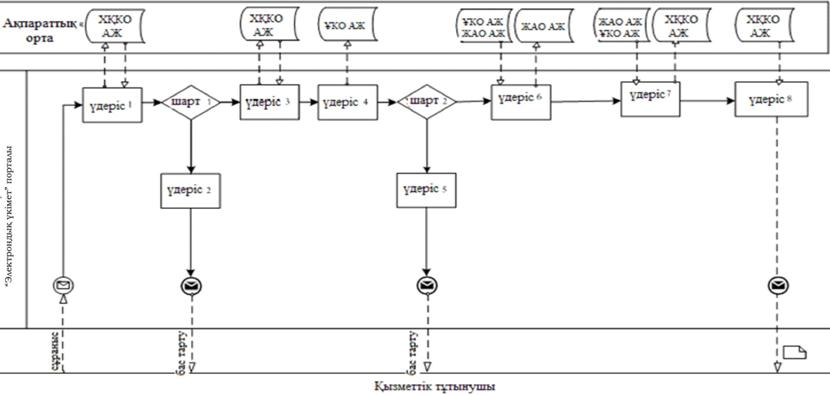 Ақпараттық«
орта
ХҚКО
АЖ
ХҚКО
АЖ
ҰКО АЖ
ҰКО АЖ
ЖАО АЖ
ЖАО АЖ
ЖАО АЖ
ҰКО АЖ
ХҚКО
АЖ
ХҚКО
АЖ
"Электрондық үкімет" порталы
үдеріс 1
шарт 1
үдеріс 3
үдеріс 4
шарт 2
үдеріс 6
үдеріс 7
үдеріс 8
үдеріс 2
үдеріс 5
сұраныс
бас тарту
бас тарту
Қызметтік тұтынушы